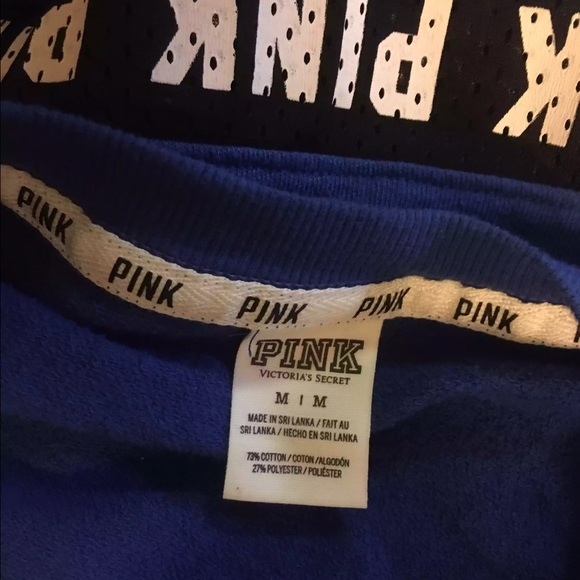 PINK PINK K
PINK PINK PINK PINK PINK
PINK
VICTORIA'S SECRET
M | M
MADE IN SRI LANKA / FAIT AU
SRI LANKA / HECHO EN SRI LANKA
73% COTTON / COTON / ALGODÓN
27% POLYESTER / POLIÉSTER